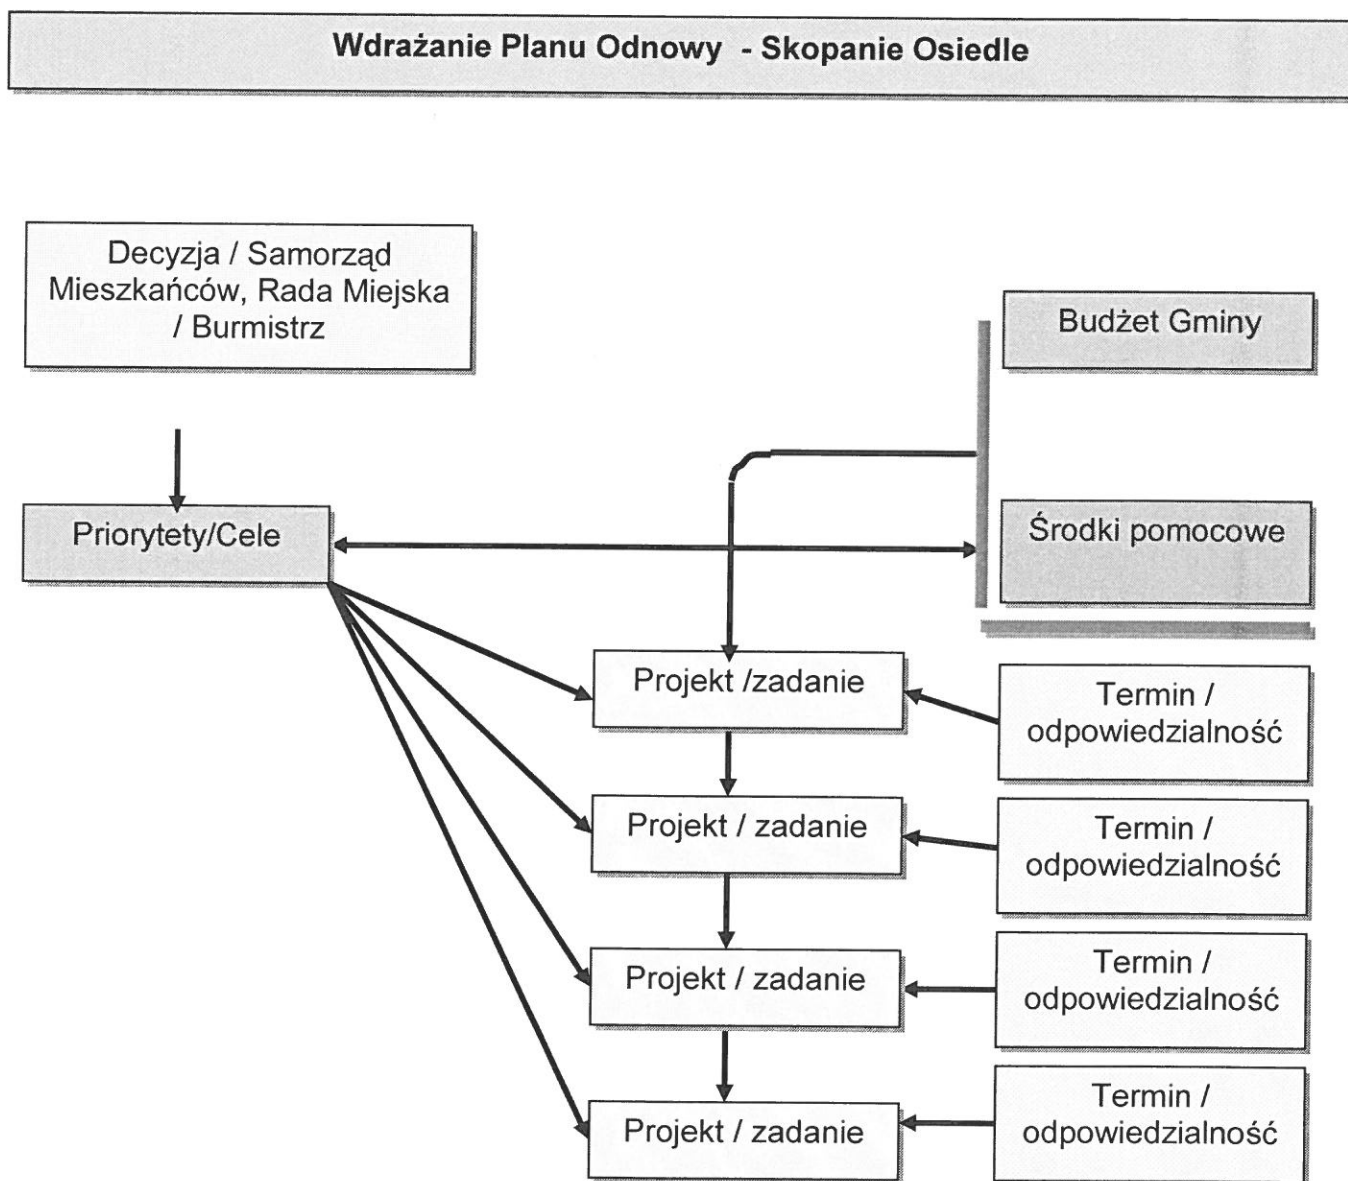 Wdrażanie Planu Odnowy - Skopanie Osiedle
Decyzja / Samorząd
Mieszkańców, Rada Miejska
/ Burmistrz
Budżet Gminy
Priorytety/Cele
Środki pomocowe
Projekt /zadanie
Termin /
odpowiedzialność
Projekt / zadanie
Termin /
odpowiedzialność
Projekt / zadanie
Termin /
odpowiedzialność
Projekt / zadanie
Termin /
odpowiedzialność